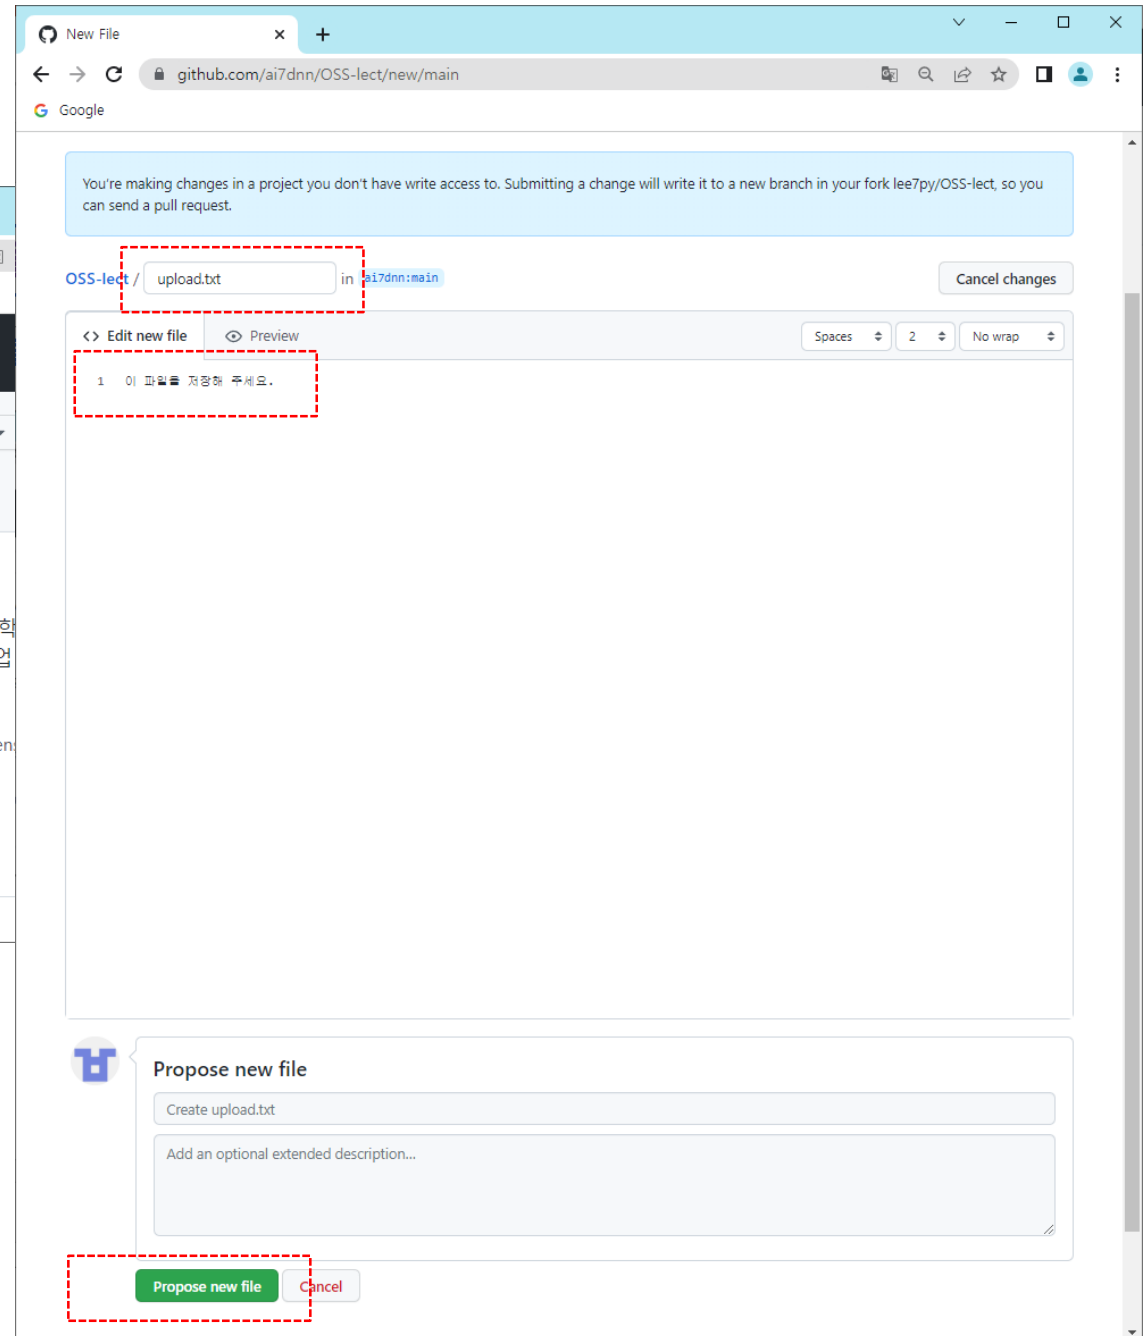 New File
github.com/ai7dnn/OSS-lect/new/main
Google
You're making changes in a project you don't have write access to. Submitting a change will write it to a new branch in your fork lee7py/OSS-lect, so you
can send a pull request.
OSS-lect / upload.txt in ai7dnn:main Cancel changes
Edit new file Preview Spaces 2 No wrap
1 이 파일을 저장해 주세요.
학
업
Propose new file
Create upload.txt
Add an optional extended description...
Propose new file Cancel